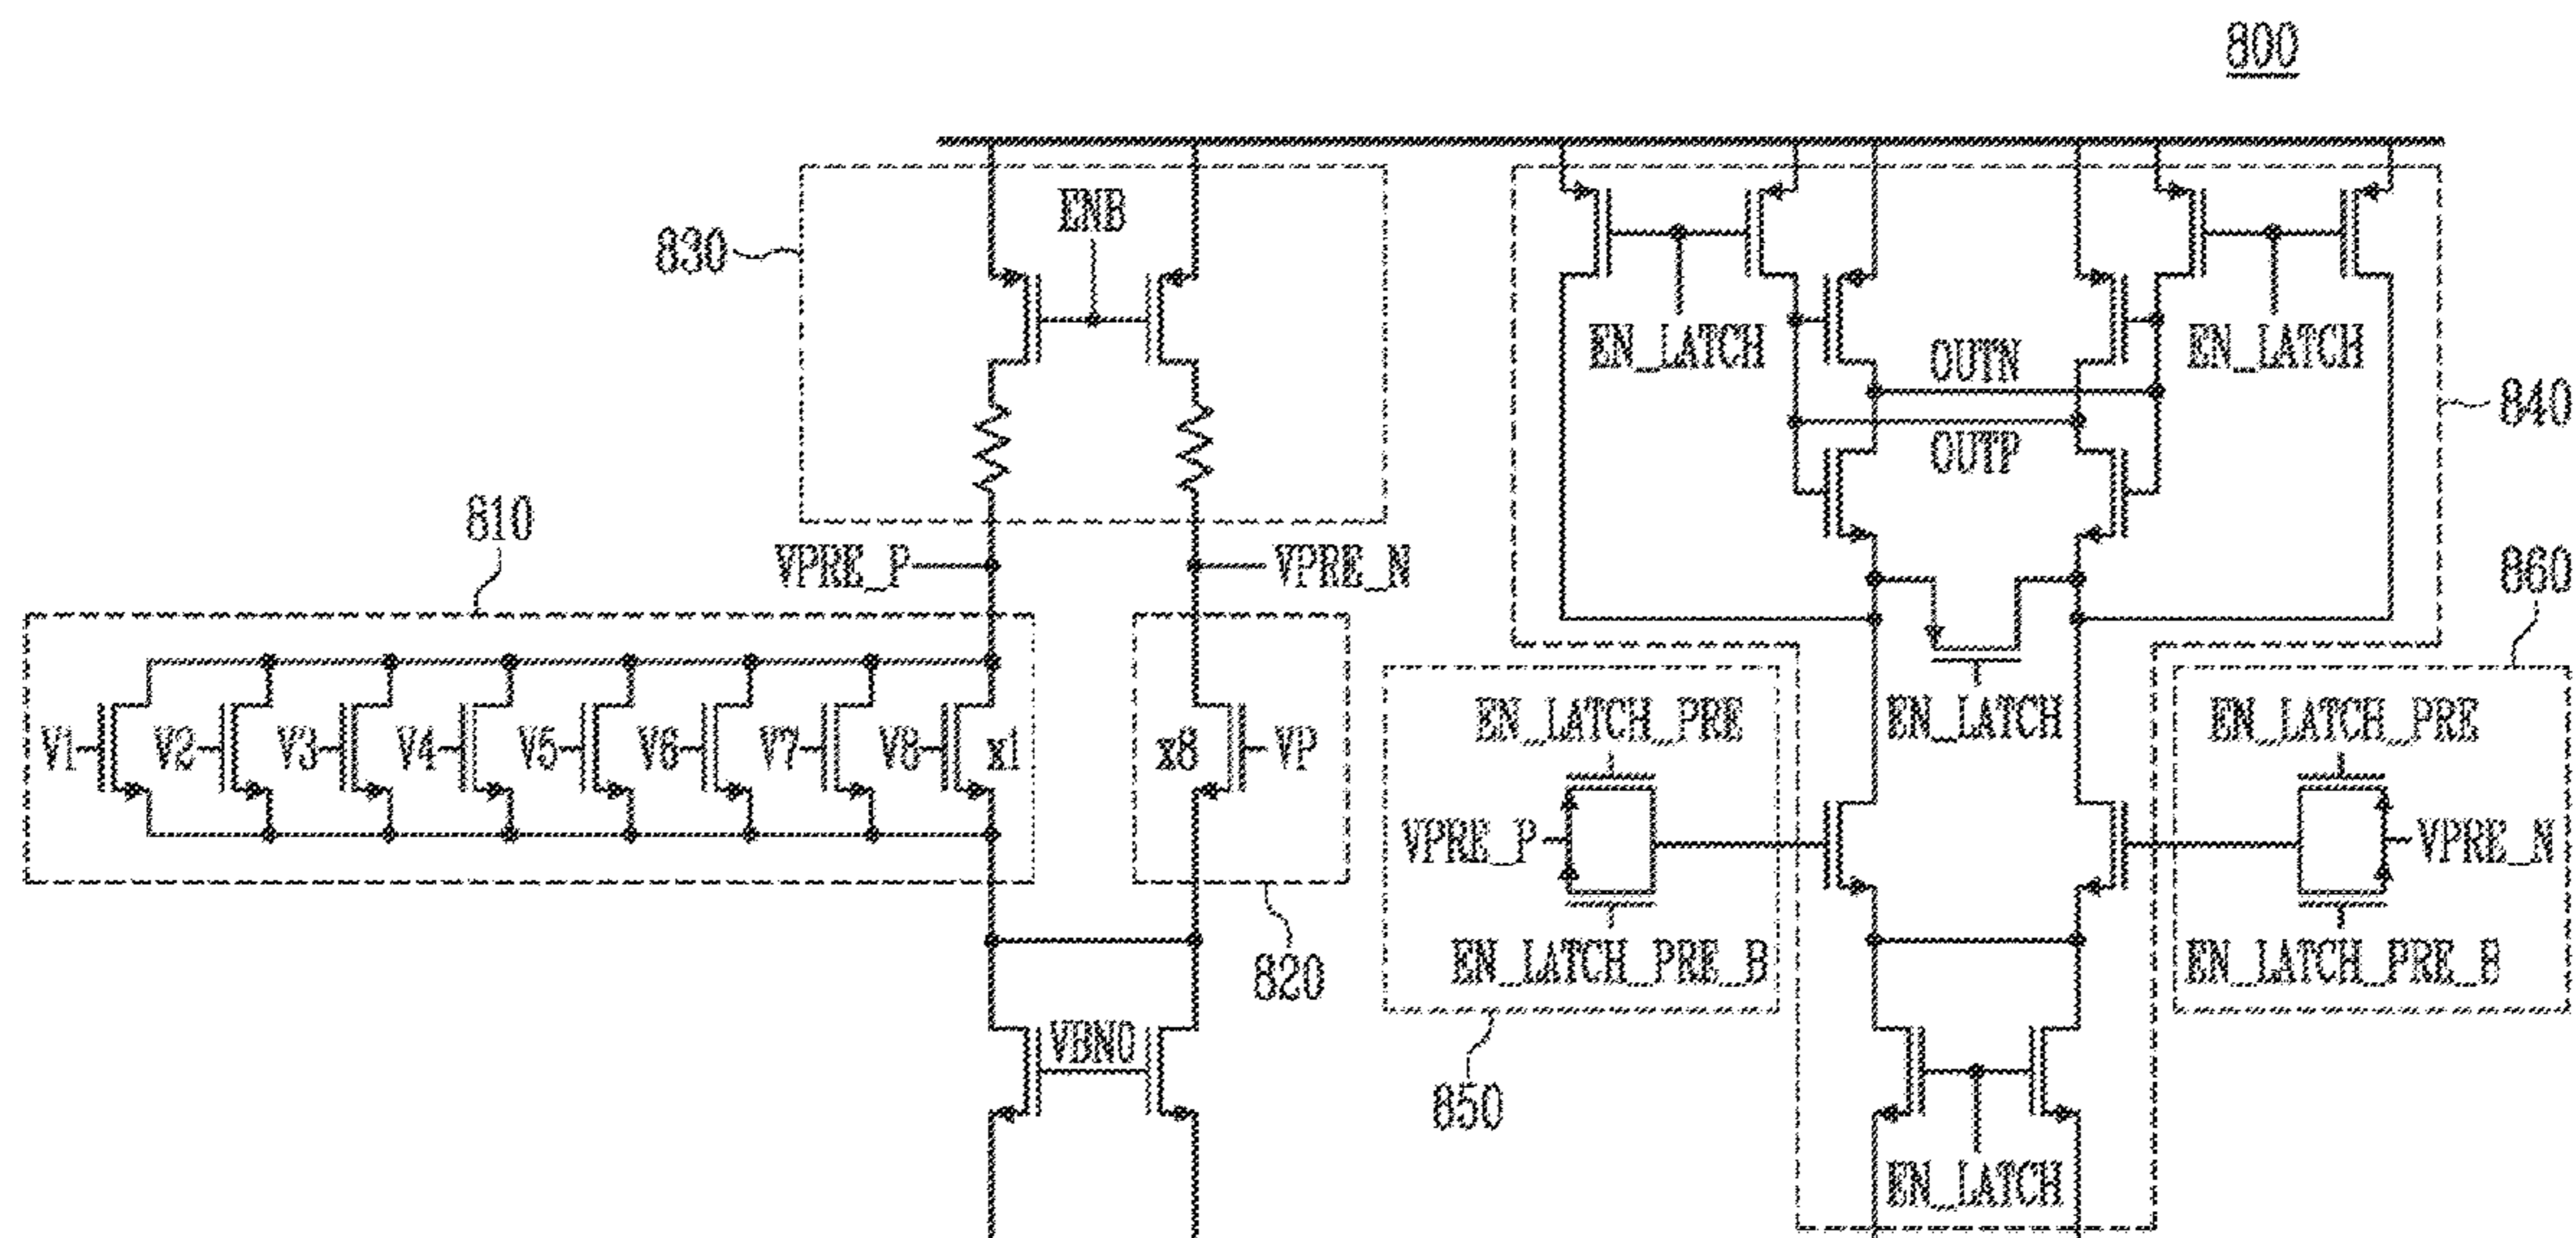 800
830
ENB
EN_LATCH
EN_LATCH
OUTN
OUTP
840
810
VPRE_P
VPRE_N
860
V1
V2
V3
V4
V5
V6
V7
V8
x1
x8
VP
EN_LATCH_PRE
EN_LATCH
EN_LATCH_PRE
VPRE_P
VPRE_N
EN_LATCH_PRE_B
EN_LATCH_PRE_B
820
VBN0
850
EN_LATCH